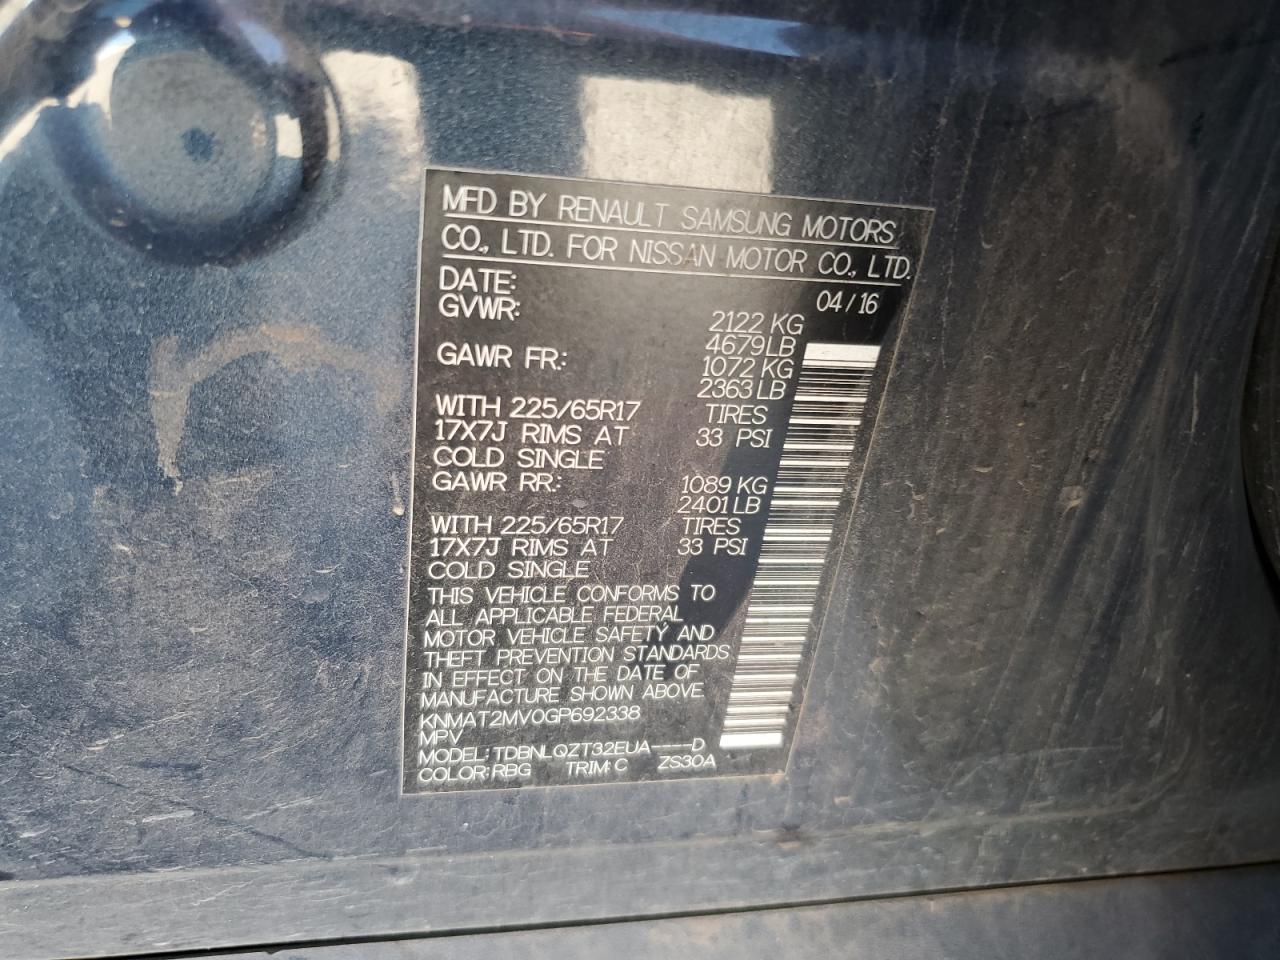 MFD BY RENAULT SAMSUNG MOTORS
CO., LTD. FOR NISSAN MOTOR CO., LTD.
DATE: 04/16
GVWR: 2122 KG
4679 LB
GAWR FR: 1072 KG
2363 LB
WITH 225/65R17 TIRES
17X7J RIMS AT 33 PSI
COLD SINGLE
GAWR RR: 1089 KG
2401 LB
WITH 225/65R17 TIRES
17X7J RIMS AT 33 PSI
COLD SINGLE
THIS VEHICLE CONFORMS TO
ALL APPLICABLE FEDERAL
MOTOR VEHICLE SAFETY AND
THEFT PREVENTION STANDARDS
IN EFFECT ON THE DATE OF
MANUFACTURE SHOWN ABOVE
KNMAT2MV0GP692338
MPV
MODEL: TDBNLQZT32EUA----D
COLOR: RBG TRIM: C ZS30A